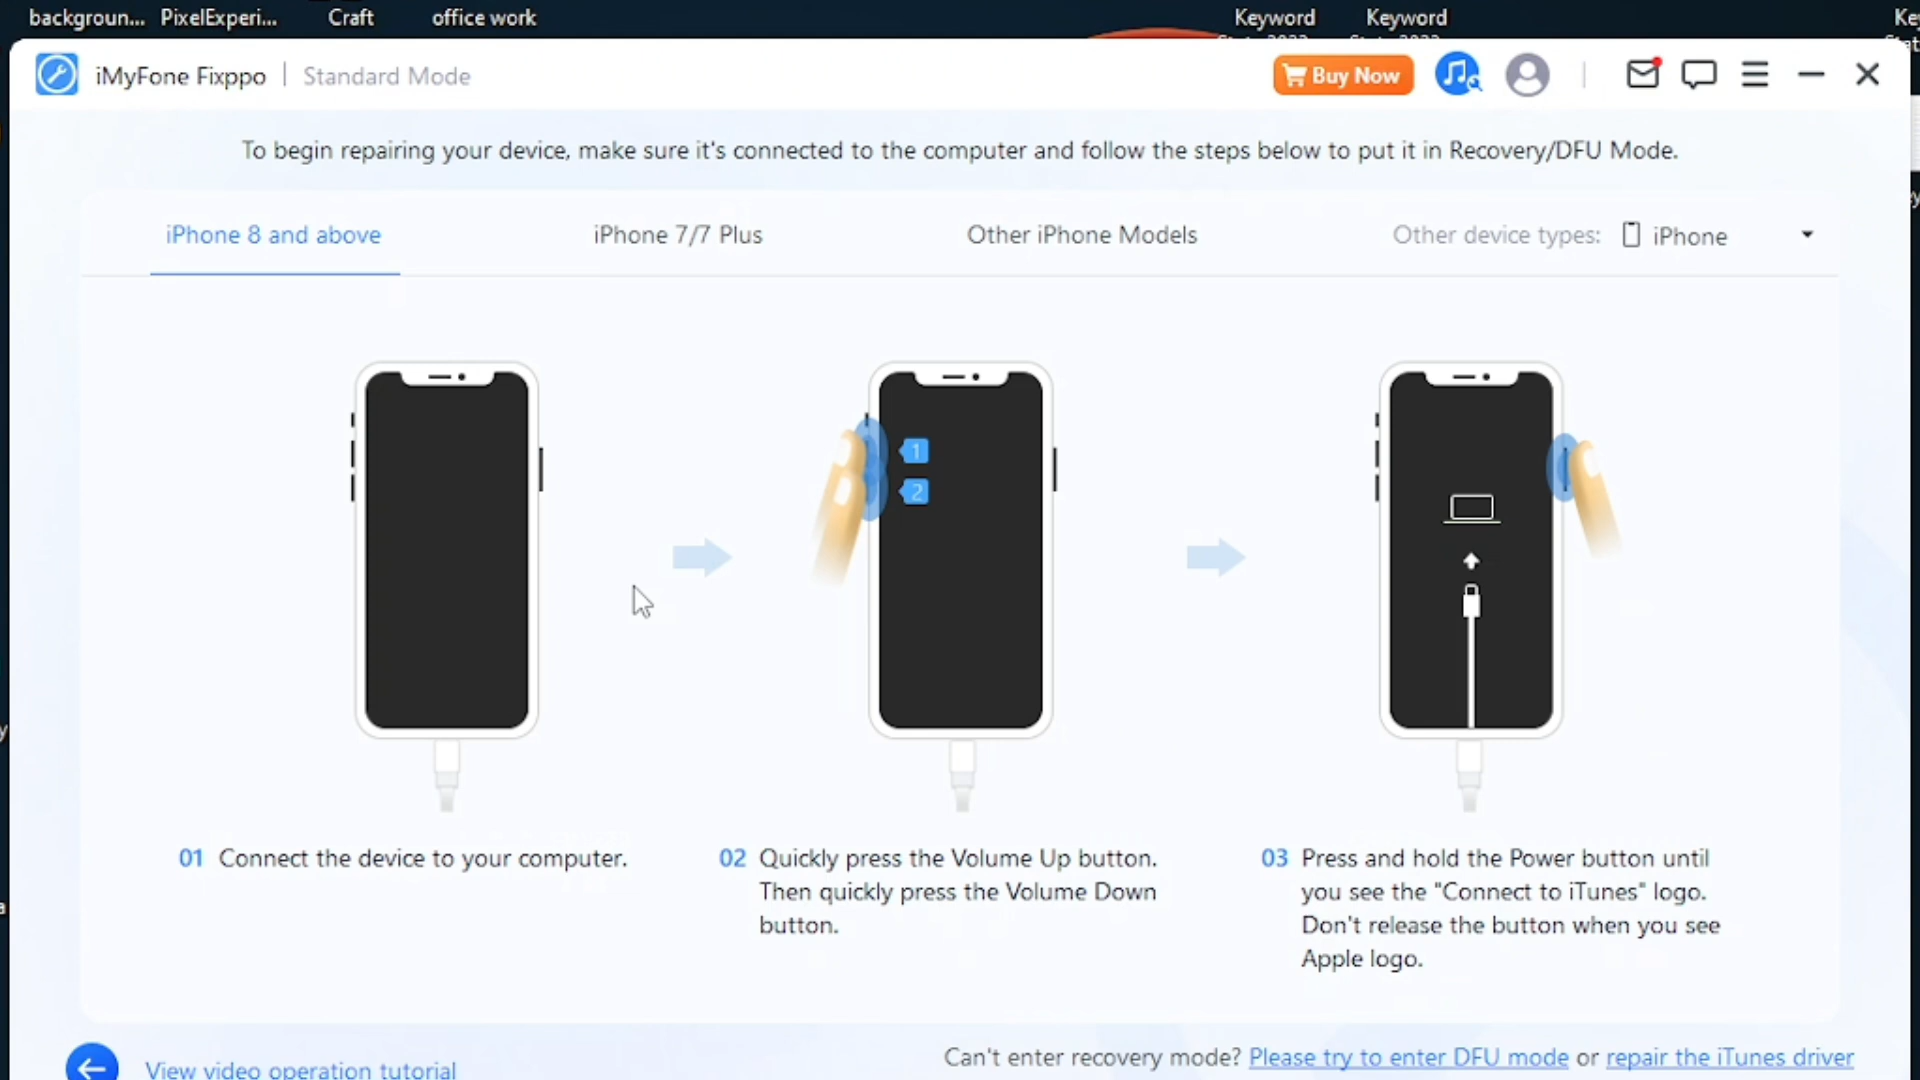 backgroun... PixelExperi... Craft office work Keyword Keyword
iMyFone Fixppo | Standard Mode Buy Now
To begin repairing your device, make sure it's connected to the computer and follow the steps below to put it in Recovery/DFU Mode.
iPhone 8 and above iPhone 7/7 Plus Other iPhone Models Other device types: iPhone
1
2
01 Connect the device to your computer. 02 Quickly press the Volume Up button. 03 Press and hold the Power button until
Then quickly press the Volume Down you see the "Connect to iTunes" logo.
button. Don't release the button when you see
Apple logo.
View video operation tutorial Can't enter recovery mode? Please try to enter DFU mode or repair the iTunes driver